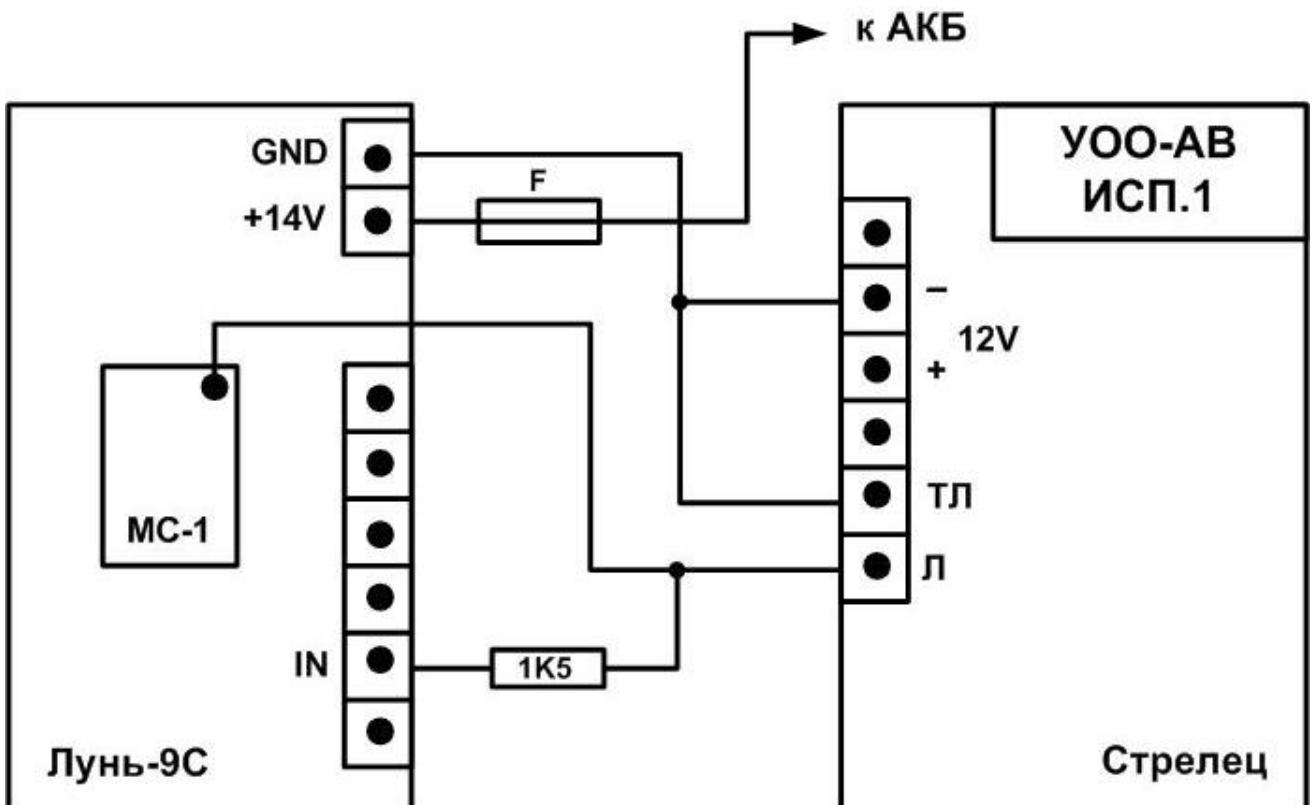 к АКБ
GND
F
+14V
УОО-АВ
ИСП.1
–
12V
+
МС-1
ТЛ
Л
IN
1К5
Лунь-9С
Стрелец